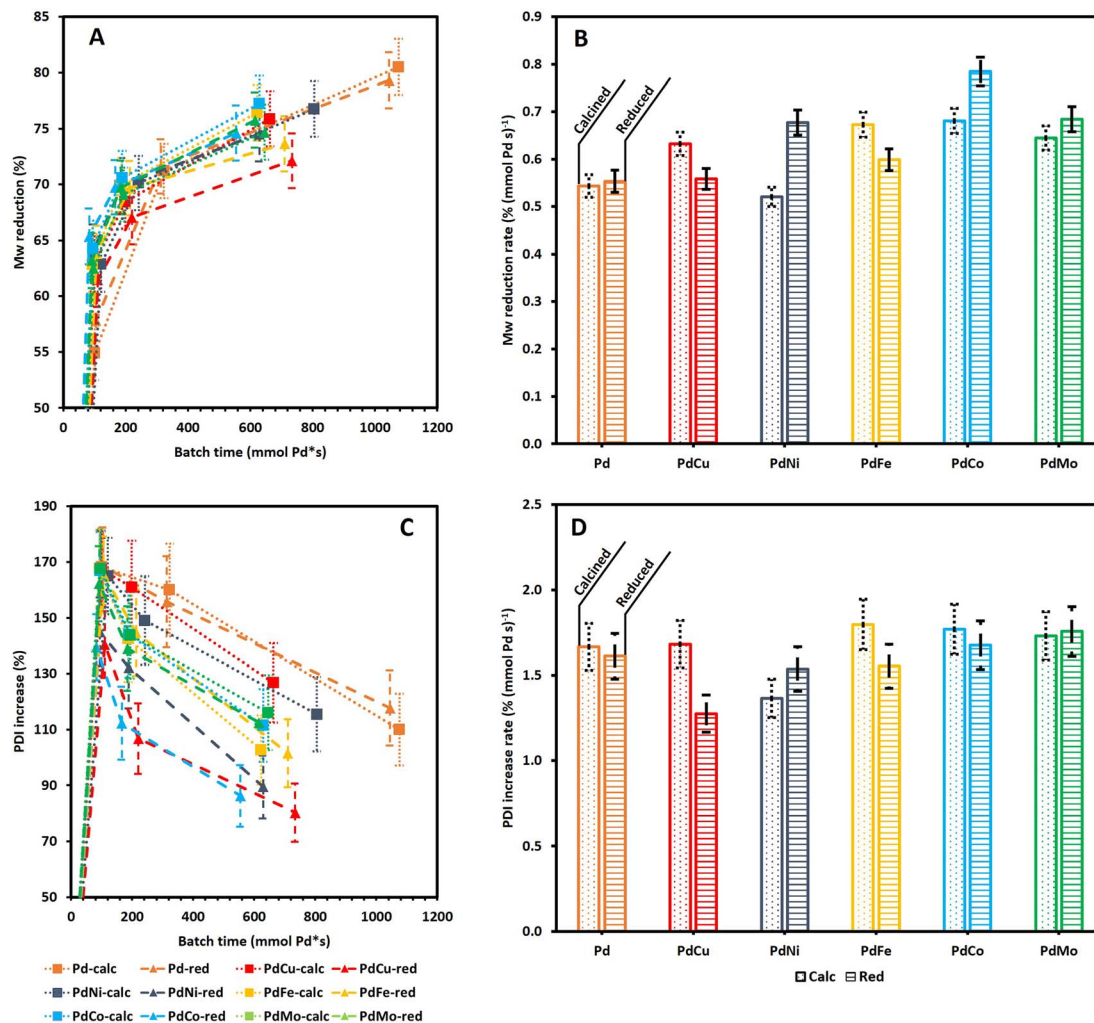 A
Mw reduction (%)
85
80
75
70
65
60
55
50
0 200 400 600 800 1000 1200
Batch time (mmol Pd*s)
B
Mw reduction rate (% (mmol Pd s)⁻¹)
0.9
0.8
0.7
0.6
0.5
0.4
0.3
0.2
0.1
0.0
Calcined
Reduced
Pd PdCu PdNi PdFe PdCo PdMo
C
PDI increase (%)
190
170
150
130
110
90
70
50
0 200 400 600 800 1000 1200
Batch time (mmol Pd*s)
Pd-calc Pd-red PdCu-calc PdCu-red
PdNi-calc PdNi-red PdFe-calc PdFe-red
PdCo-calc PdCo-red PdMo-calc PdMo-red
D
PDI increase rate (% (mmol Pd s)⁻¹)
2.5
2.0
1.5
1.0
0.5
0.0
Calcined
Reduced
Pd PdCu PdNi PdFe PdCo PdMo
Calc Red